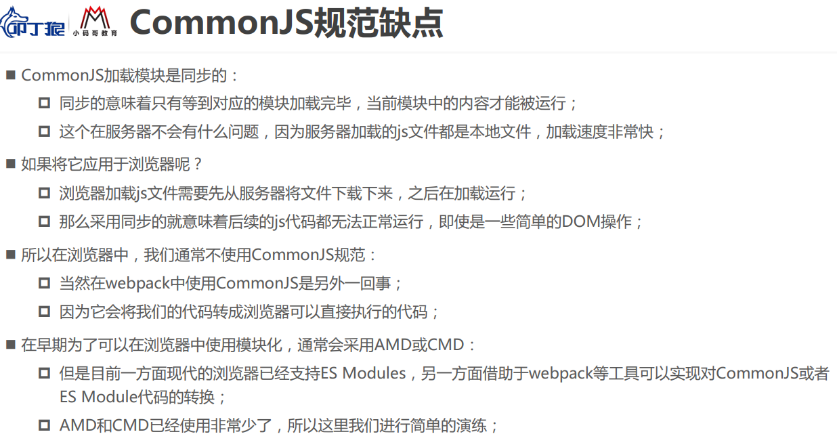 叩丁狼
小码哥教育
CommonJS规范缺点
CommonJS加载模块是同步的：
同步的意味着只有等到对应的模块加载完毕，当前模块中的内容才能被运行；
这个在服务器不会有什么问题，因为服务器加载的js文件都是本地文件，加载速度非常快；
如果将它应用于浏览器呢？
浏览器加载js文件需要先从服务器将文件下载下来，之后在加载运行；
那么采用同步的就意味着后续的js代码都无法正常运行，即使是一些简单的DOM操作；
所以在浏览器中，我们通常不使用CommonJS规范：
当然在webpack中使用CommonJS是另外一回事；
因为它会将我们的代码转成浏览器可以直接执行的代码；
在早期为了可以在浏览器中使用模块化，通常会采用AMD或CMD：
但是目前一方面现代的浏览器已经支持ES Modules，另一方面借助于webpack等工具可以实现对CommonJS或者
ES Module代码的转换；
AMD和CMD已经使用非常少了，所以这里我们进行简单的演练；